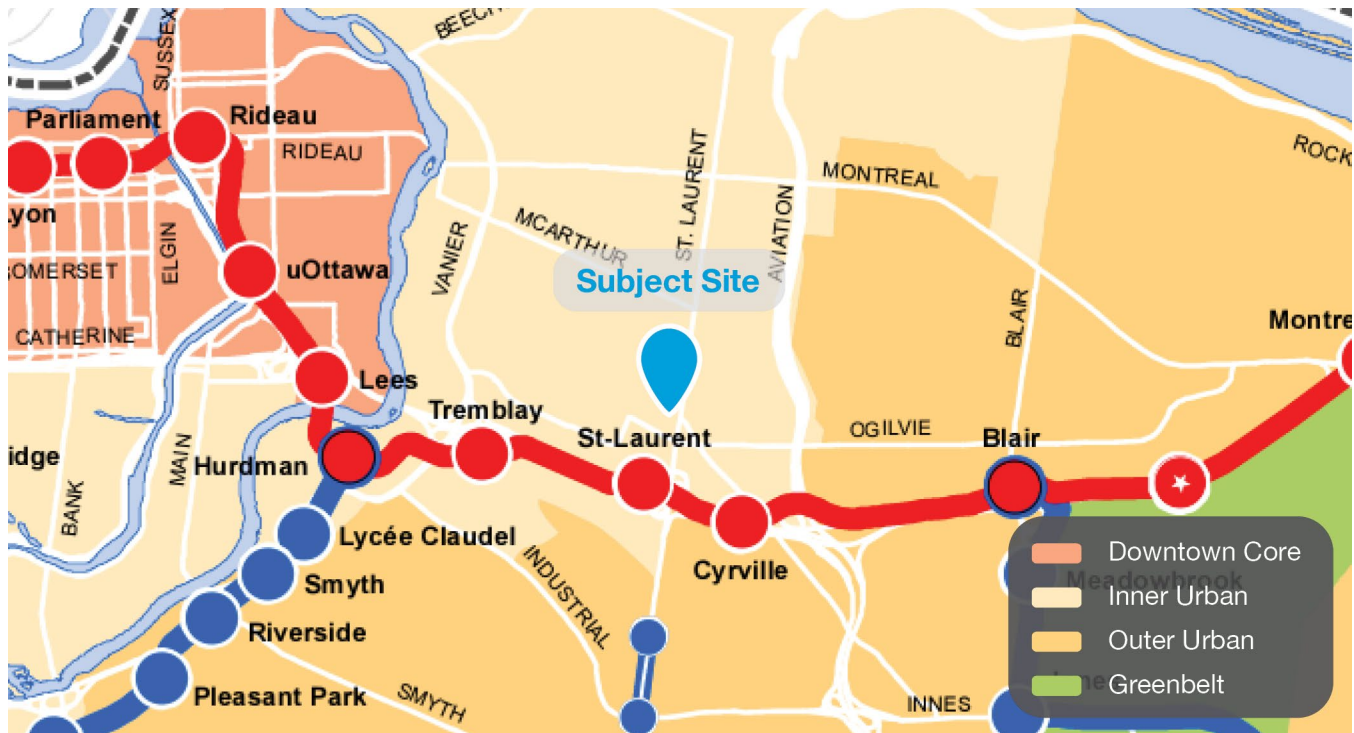 SUSSEX
BEECH
Parliament
Rideau
RIDEAU
ROCK
Lyon
ELGIN
SOMERSET
uOttawa
CATHERINE
VANIER
MCARTHUR
ST. LAURENT
AVIATION
MONTREAL
Subject Site
BLAIR
Montre
Lees
Tremblay
St-Laurent
OGILVIE
Blair
idge
BANK
MAIN
Hurdman
Lycée Claudel
Smyth
Riverside
Pleasant Park
SMYTH
INDUSTRIAL
Cyrville
INNES
Meadowbrook
Downtown Core
Inner Urban
Outer Urban
Greenbelt